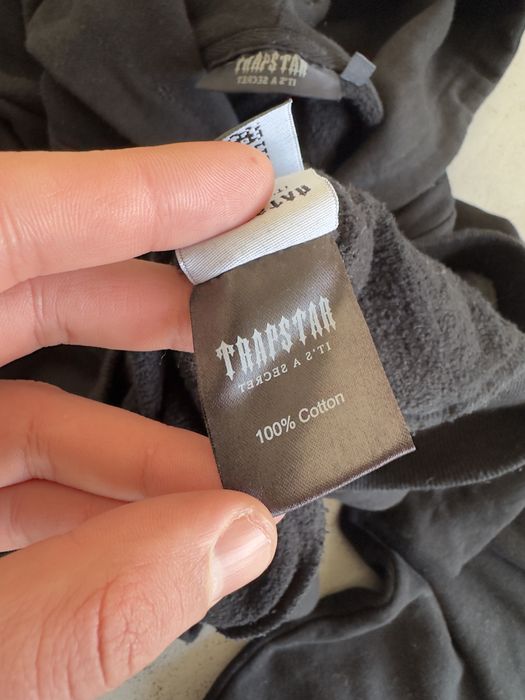 TRAPSTAR
IT'S A SECRET
TRAPSTAR
IT'S A SECRET
100% Cotton